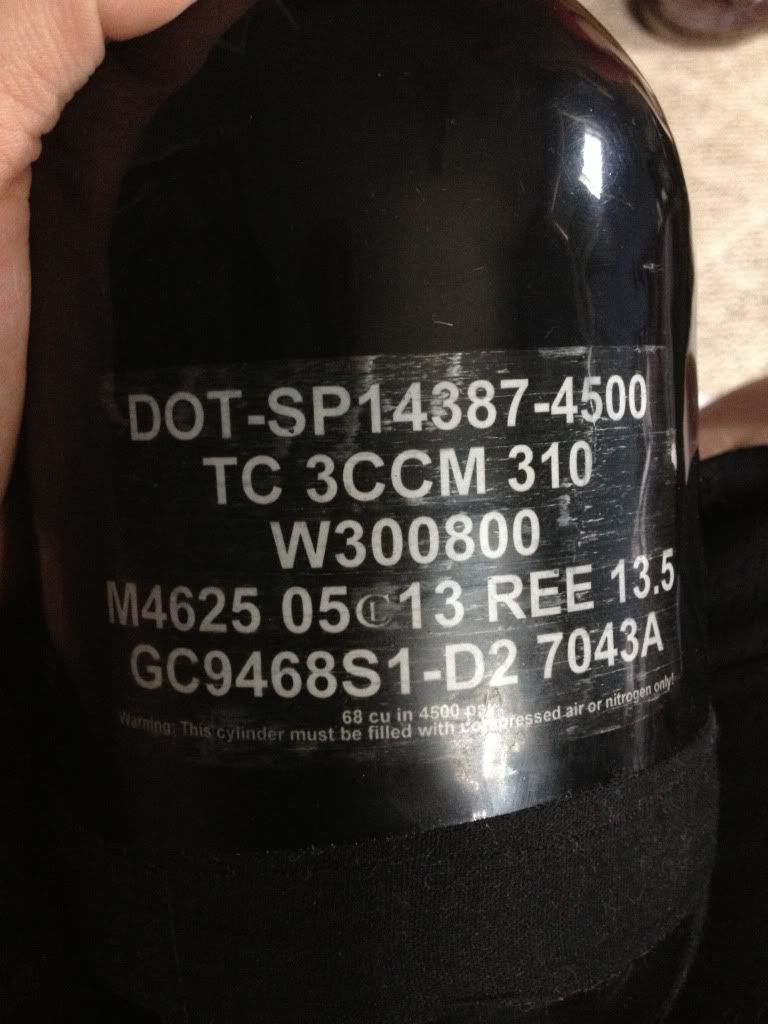 DOT-SP14387-4500
TC 3CCM 310
W300800
M4625 05 CL 13 REE 13.5
GC9468S1-D2 7043A
68 cu in 4500 psi
Warning: This cylinder must be filled with compressed air or nitrogen only!